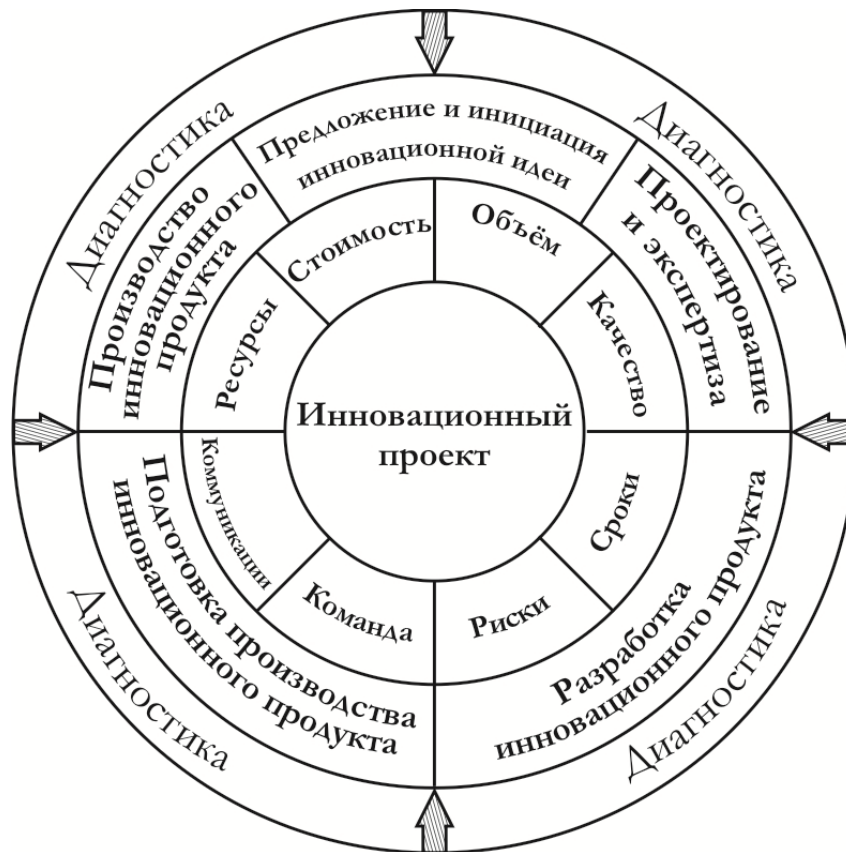 Диагностика
Диагностика
Диагностика
Диагностика
Предложение и инициация
инновационной идеи
Проектирование
и экспертиза
Разработка
инновационного продукта
Подготовка производства
инновационного продукта
Производство
инновационного
продукта
Стоимость
Объём
Качество
Сроки
Риски
Команда
Коммуникации
Ресурсы
Инновационный
проект